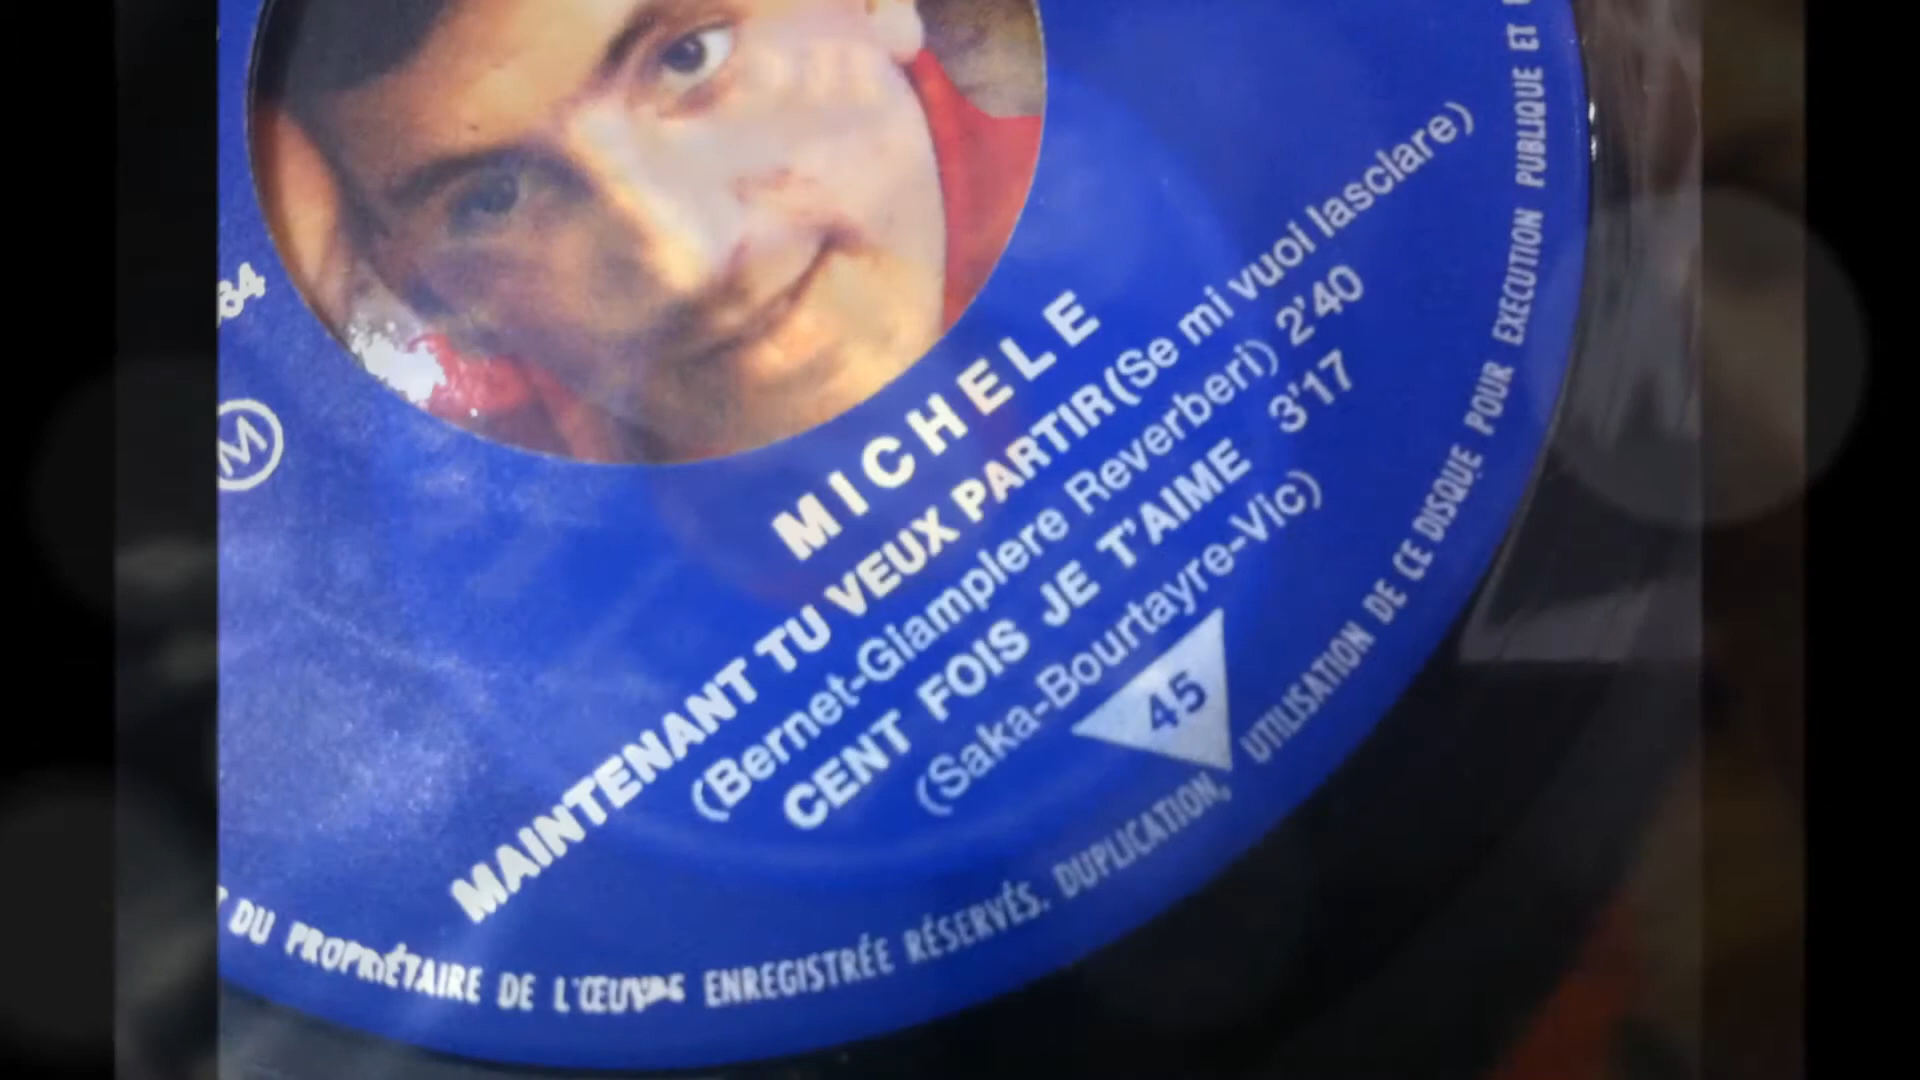 64
M
MICHELE
MAINTENANT TU VEUX PARTIR (Se mi vuoi lasclare)
(Bernet-Glamplere Reverberi) 2'40
CENT FOIS JE T'AIME 3'17
(Saka-Bourtayre-Vic)
45
DU PROPRIÉTAIRE DE L'ŒUVRE ENREGISTRÉE RÉSERVÉS. DUPLICATION, UTILISATION DE CE DISQUE POUR EXECUTION PUBLIQUE ET